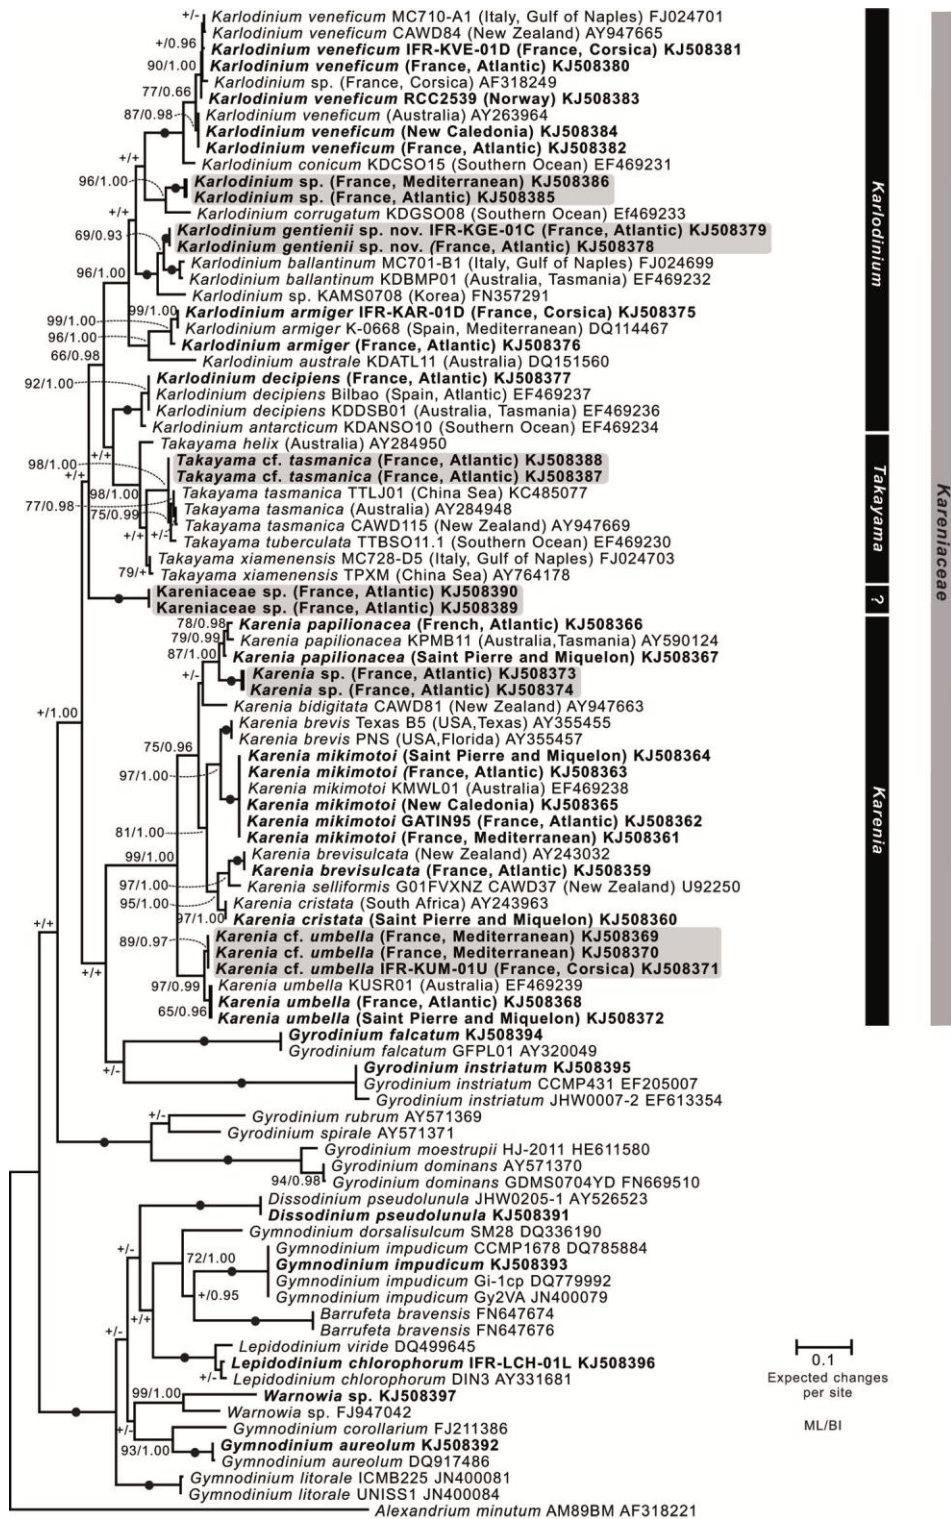 +/-
Karlodinium veneficum MC710-A1 (Italy, Gulf of Naples) FJ024701
Karlodinium veneficum CAWD84 (New Zealand) AY947665
+/0.96
Karlodinium veneficum IFR-KVE-01D (France, Corsica) KJ508381
90/1.00
Karlodinium veneficum (France, Atlantic) KJ508380
Karlodinium sp. (France, Corsica) AF318249
77/0.66
Karlodinium veneficum RCC2539 (Norway) KJ508383
87/0.98
Karlodinium veneficum (Australia) AY263964
Karlodinium veneficum (New Caledonia) KJ508384
Karlodinium veneficum (France, Atlantic) KJ508382
+/+
Karlodinium conicum KDCSO15 (Southern Ocean) EF469231
96/1.00
Karlodinium sp. (France, Mediterranean) KJ508386
Karlodinium sp. (France, Atlantic) KJ508385
+/+
Karlodinium corrugatum KDGSO08 (Southern Ocean) Ef469233
69/0.93
Karlodinium gentienii sp. nov. IFR-KGE-01C (France, Atlantic) KJ508379
Karlodinium gentienii sp. nov. (France, Atlantic) KJ508378
Karlodinium ballantinum MC701-B1 (Italy, Gulf of Naples) FJ024699
96/1.00
Karlodinium ballantinum KDBMP01 (Australia, Tasmania) EF469232
Karlodinium sp. KAMS0708 (Korea) FN357291
99/1.00
Karlodinium armiger IFR-KAR-01D (France, Corsica) KJ508375
99/1.00
Karlodinium armiger K-0668 (Spain, Mediterranean) DQ114467
96/1.00
Karlodinium armiger (France, Atlantic) KJ508376
66/0.98
Karlodinium australe KDATL11 (Australia) DQ151560
92/1.00
Karlodinium decipiens (France, Atlantic) KJ508377
Karlodinium decipiens Bilbao (Spain, Atlantic) EF469237
Karlodinium decipiens KDDSB01 (Australia, Tasmania) EF469236
Karlodinium antarcticum KDANSO10 (Southern Ocean) EF469234
Karlodinium
Takayama helix (Australia) AY284950
+/+
98/1.00
Takayama cf. tasmanica (France, Atlantic) KJ508388
+/+
Takayama cf. tasmanica (France, Atlantic) KJ508387
98/1.00
Takayama tasmanica TTLJ01 (China Sea) KC485077
77/0.98
75/0.99
Takayama tasmanica (Australia) AY284948
+/-
Takayama tasmanica CAWD115 (New Zealand) AY947669
Takayama tuberculata TTBSO11.1 (Southern Ocean) EF469230
+/+
Takayama xiamenensis MC728-D5 (Italy, Gulf of Naples) FJ024703
79/+
Takayama xiamenensis TPXM (China Sea) AY764178
Takayama
Kareniaceae sp. (France, Atlantic) KJ508390
Kareniaceae sp. (France, Atlantic) KJ508389
?
Kareniaceae
78/0.98
Karenia papilionacea (French, Atlantic) KJ508366
79/0.99
Karenia papilionacea KPMB11 (Australia,Tasmania) AY590124
87/1.00
Karenia papilionacea (Saint Pierre and Miquelon) KJ508367
+/-
Karenia sp. (France, Atlantic) KJ508373
Karenia sp. (France, Atlantic) KJ508374
Karenia bidigitata CAWD81 (New Zealand) AY947663
+/1.00
Karenia brevis Texas B5 (USA,Texas) AY355455
Karenia brevis PNS (USA,Florida) AY355457
75/0.96
Karenia mikimotoi (Saint Pierre and Miquelon) KJ508364
97/1.00
Karenia mikimotoi (France, Atlantic) KJ508363
Karenia mikimotoi KMWL01 (Australia) EF469238
Karenia mikimotoi (New Caledonia) KJ508365
Karenia mikimotoi GATIN95 (France, Atlantic) KJ508362
81/1.00
Karenia mikimotoi (France, Mediterranean) KJ508361
99/1.00
Karenia brevisulcata (New Zealand) AY243032
Karenia brevisulcata (France, Atlantic) KJ508359
97/1.00
Karenia selliformis G01FVXNZ CAWD37 (New Zealand) U92250
95/1.00
Karenia cristata (South Africa) AY243963
97/1.00
Karenia cristata (Saint Pierre and Miquelon) KJ508360
+/+
89/0.97
Karenia cf. umbella (France, Mediterranean) KJ508369
Karenia cf. umbella (France, Mediterranean) KJ508370
+/+
Karenia cf. umbella IFR-KUM-01U (France, Corsica) KJ508371
97/0.99
Karenia umbella KUSR01 (Australia) EF469239
65/0.96
Karenia umbella (France, Atlantic) KJ508368
Karenia umbella (Saint Pierre and Miquelon) KJ508372
Karenia
Gyrodinium falcatum KJ508394
Gyrodinium falcatum GFPL01 AY320049
+/-
Gyrodinium instriatum KJ508395
Gyrodinium instriatum CCMP431 EF205007
Gyrodinium instriatum JHW0007-2 EF613354
+/-
Gyrodinium rubrum AY571369
Gyrodinium spirale AY571371
Gyrodinium moestrupii HJ-2011 HE611580
Gyrodinium dominans AY571370
94/0.98
Gyrodinium dominans GDMS0704YD FN669510
Dissodinium pseudolunula JHW0205-1 AY526523
Dissodinium pseudolunula KJ508391
Gymnodinium dorsalisulcum SM28 DQ336190
+/-
72/1.00
Gymnodinium impudicum CCMP1678 DQ785884
Gymnodinium impudicum KJ508393
+/0.95
Gymnodinium impudicum Gi-1cp DQ779992
Gymnodinium impudicum Gy2VA JN400079
+/+
Barrufeta bravensis FN647674
+/-
Barrufeta bravensis FN647676
Lepidodinium viride DQ499645
Lepidodinium chlorophorum IFR-LCH-01L KJ508396
+/-
Lepidodinium chlorophorum DIN3 AY331681
99/1.00
Warnowia sp. KJ508397
Warnowia sp. FJ947042
+/-
Gymnodinium corollarium FJ211386
93/1.00
Gymnodinium aureolum KJ508392
Gymnodinium aureolum DQ917486
Gymnodinium litorale ICMB225 JN400081
Gymnodinium litorale UNISS1 JN400084
Alexandrium minutum AM89BM AF318221
0.1
Expected changes
per site
ML/BI